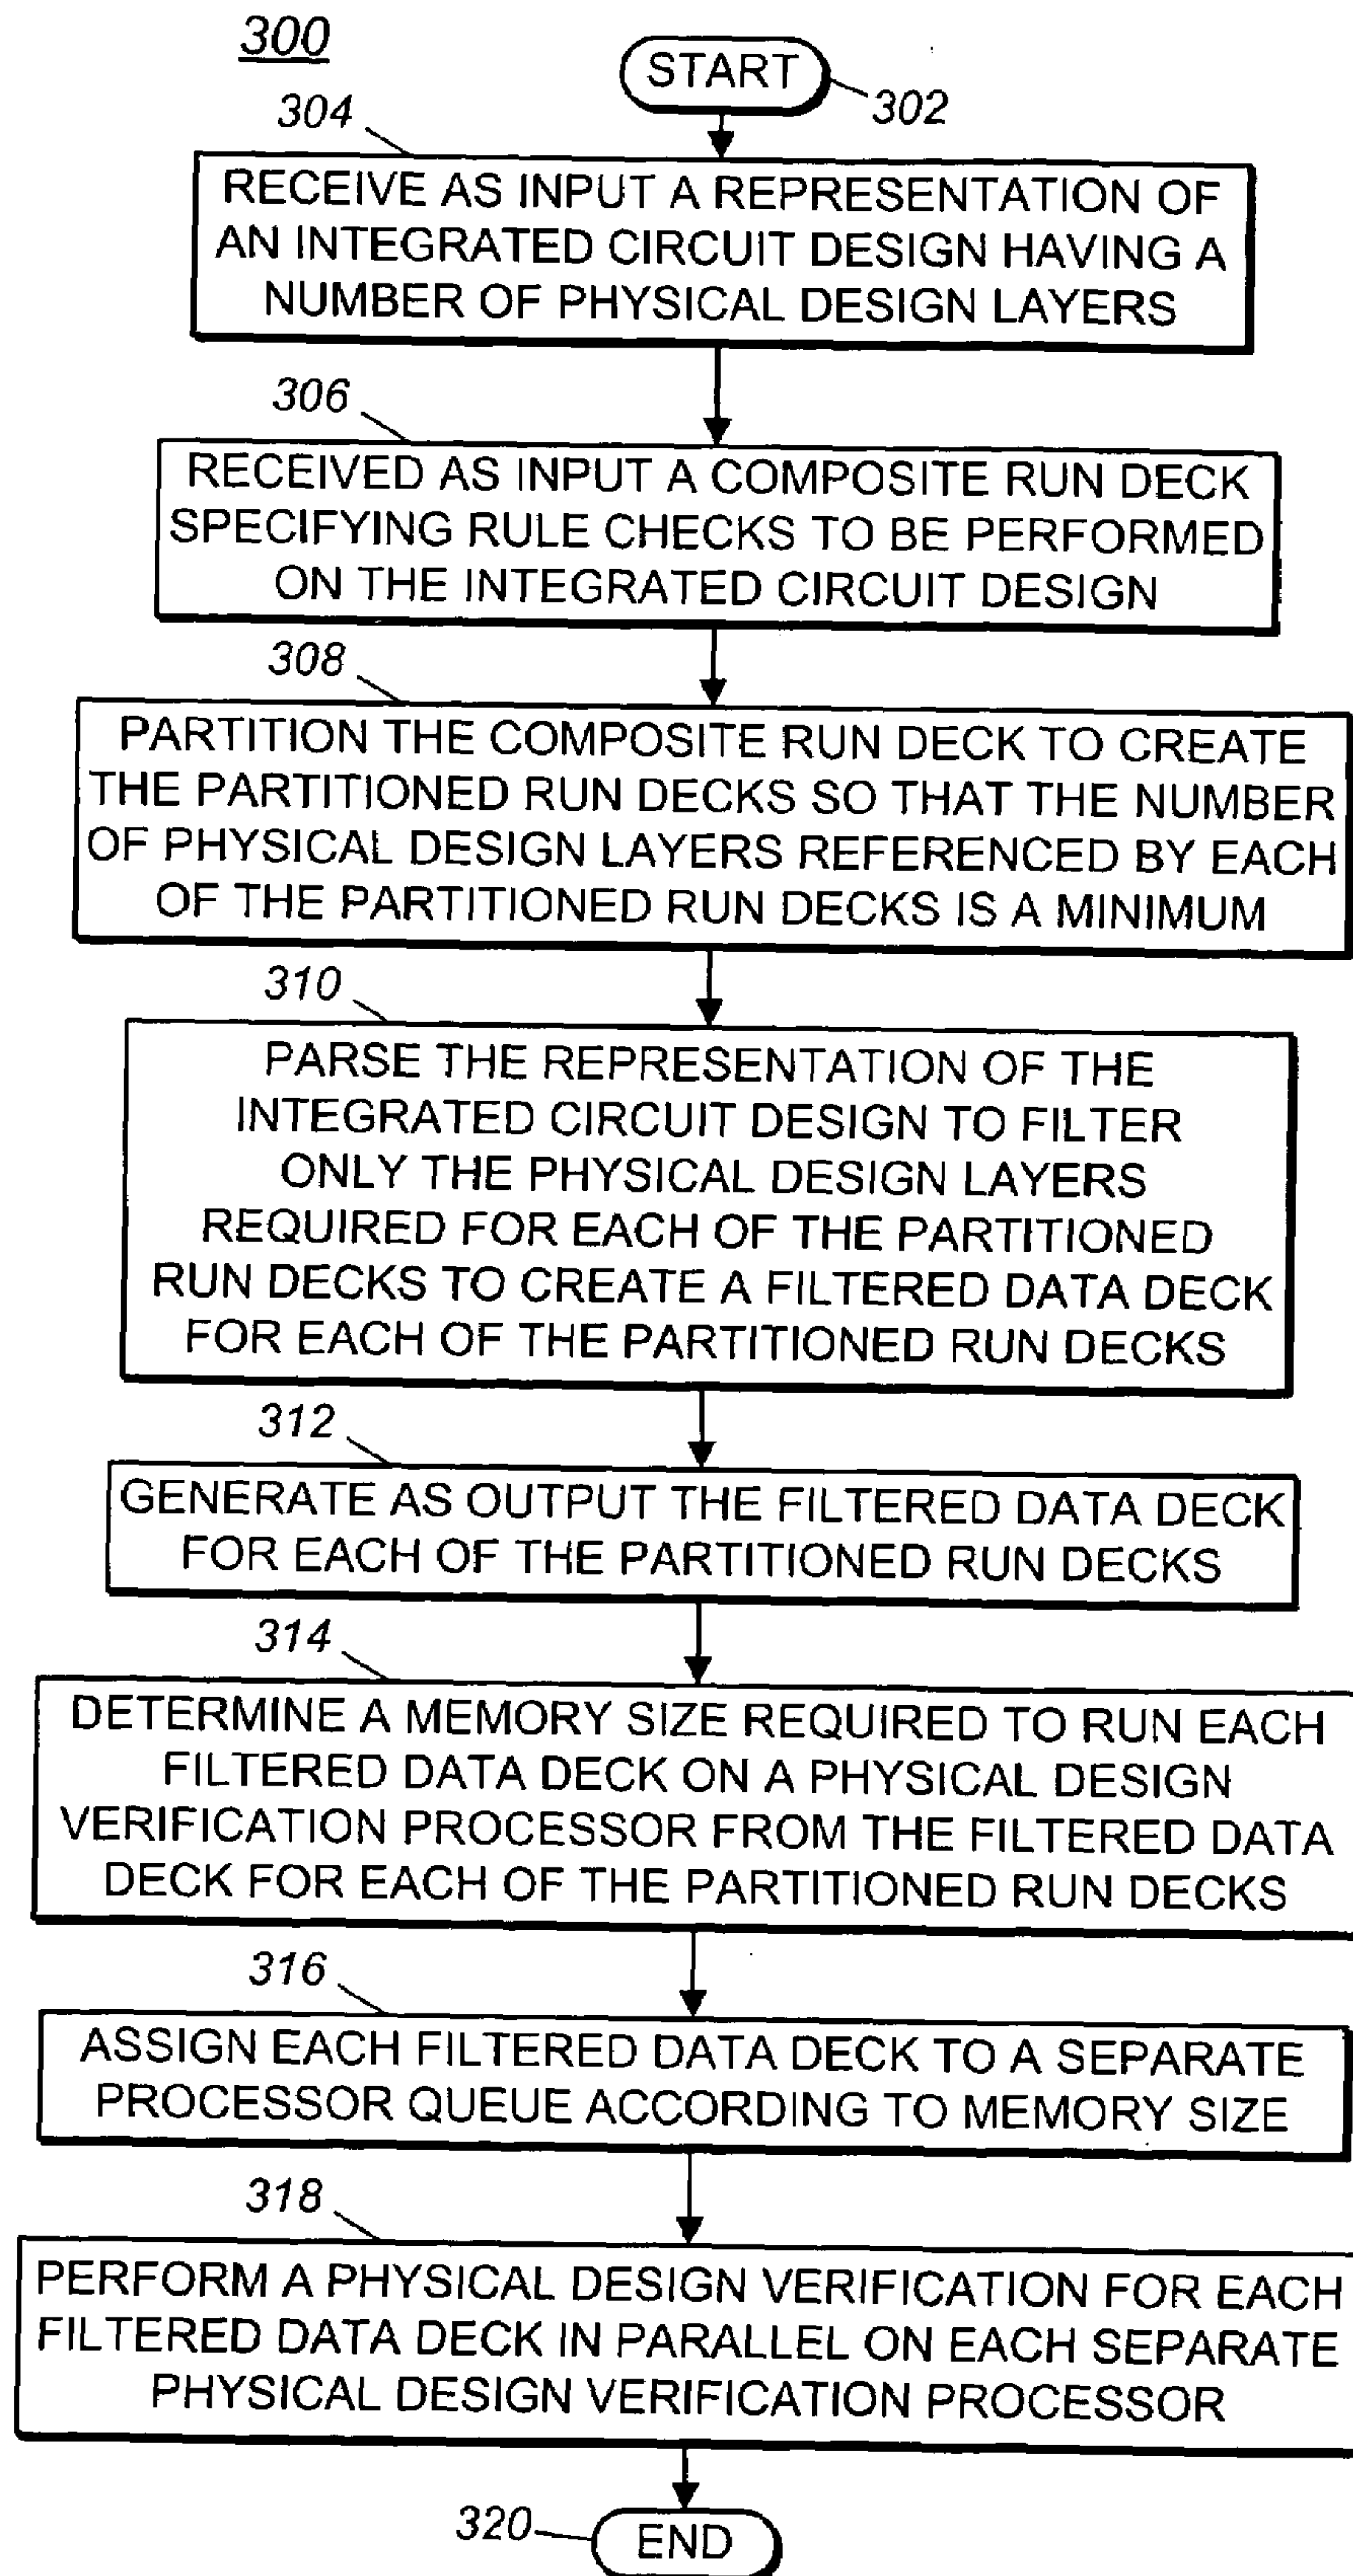 300
START
302
304
RECEIVE AS INPUT A REPRESENTATION OF
AN INTEGRATED CIRCUIT DESIGN HAVING A
NUMBER OF PHYSICAL DESIGN LAYERS
306
RECEIVED AS INPUT A COMPOSITE RUN DECK
SPECIFYING RULE CHECKS TO BE PERFORMED
ON THE INTEGRATED CIRCUIT DESIGN
308
PARTITION THE COMPOSITE RUN DECK TO CREATE
THE PARTITIONED RUN DECKS SO THAT THE NUMBER
OF PHYSICAL DESIGN LAYERS REFERENCED BY EACH
OF THE PARTITIONED RUN DECKS IS A MINIMUM
310
PARSE THE REPRESENTATION OF THE
INTEGRATED CIRCUIT DESIGN TO FILTER
ONLY THE PHYSICAL DESIGN LAYERS
REQUIRED FOR EACH OF THE PARTITIONED
RUN DECKS TO CREATE A FILTERED DATA DECK
FOR EACH OF THE PARTITIONED RUN DECKS
312
GENERATE AS OUTPUT THE FILTERED DATA DECK
FOR EACH OF THE PARTITIONED RUN DECKS
314
DETERMINE A MEMORY SIZE REQUIRED TO RUN EACH
FILTERED DATA DECK ON A PHYSICAL DESIGN
VERIFICATION PROCESSOR FROM THE FILTERED DATA
DECK FOR EACH OF THE PARTITIONED RUN DECKS
316
ASSIGN EACH FILTERED DATA DECK TO A SEPARATE
PROCESSOR QUEUE ACCORDING TO MEMORY SIZE
318
PERFORM A PHYSICAL DESIGN VERIFICATION FOR EACH
FILTERED DATA DECK IN PARALLEL ON EACH SEPARATE
PHYSICAL DESIGN VERIFICATION PROCESSOR
320
END